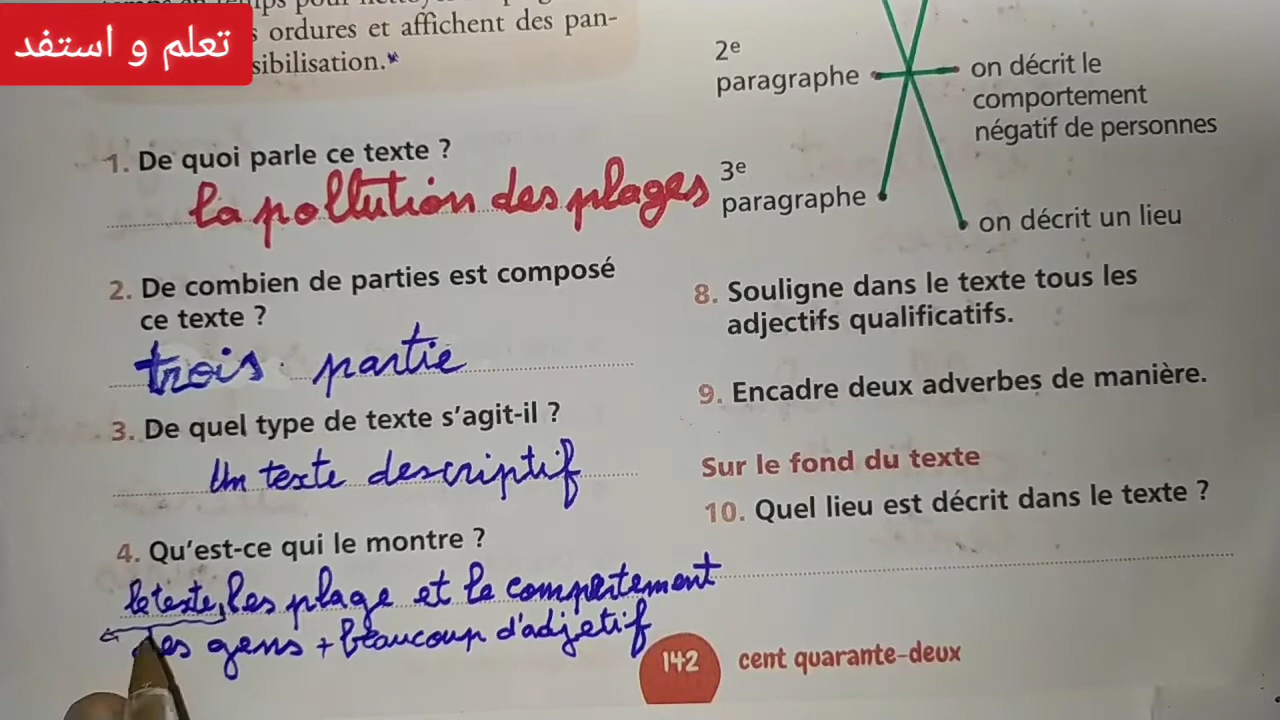 تعلم و استفد
ordures et affichent des pan-
sibilisation.*
1. De quoi parle ce texte ?
la pollution des plages
2. De combien de parties est composé
ce texte ?
trois partie
3. De quel type de texte s'agit-il ?
Un texte descriptif
4. Qu'est-ce qui le montre ?
le texte, les plage et le comportement
des gens + beaucoup d'adjetif
2e
paragraphe
on décrit le
comportement
négatif de personnes
3e
paragraphe
on décrit un lieu
8. Souligne dans le texte tous les
adjectifs qualificatifs.
9. Encadre deux adverbes de manière.
Sur le fond du texte
10. Quel lieu est décrit dans le texte ?
142 cent quarante-deux